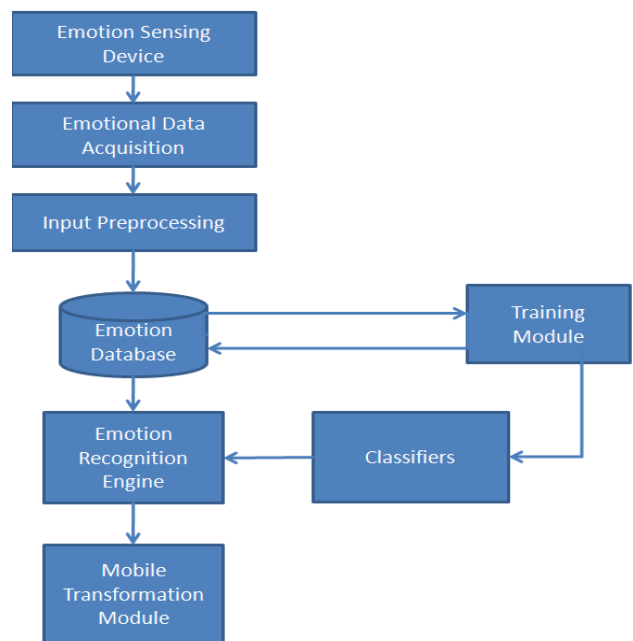 Emotion Sensing
Device
Emotional Data
Acquisition
Input Preprocessing
Emotion
Database
Training
Module
Emotion
Recognition
Engine
Classifiers
Mobile
Transformation
Module